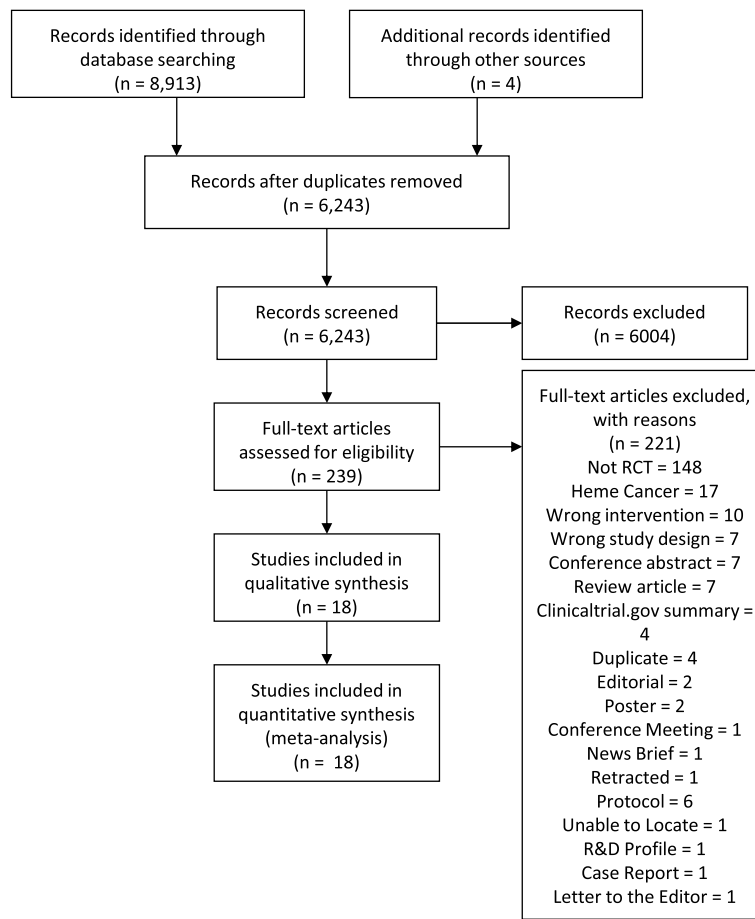 Records identified through
database searching
(n = 8,913)
Additional records identified
through other sources
(n = 4)
Records after duplicates removed
(n = 6,243)
Records screened
(n = 6,243)
Records excluded
(n = 6004)
Full-text articles
assessed for eligibility
(n = 239)
Full-text articles excluded,
with reasons
(n = 221)
Not RCT = 148
Heme Cancer = 17
Wrong intervention = 10
Wrong study design = 7
Conference abstract = 7
Review article = 7
Clinicaltrial.gov summary =
4
Duplicate = 4
Editorial = 2
Poster = 2
Conference Meeting = 1
News Brief = 1
Retracted = 1
Protocol = 6
Unable to Locate = 1
R&D Profile = 1
Case Report = 1
Letter to the Editor = 1
Studies included in
qualitative synthesis
(n = 18)
Studies included in
quantitative synthesis
(meta-analysis)
(n = 18)